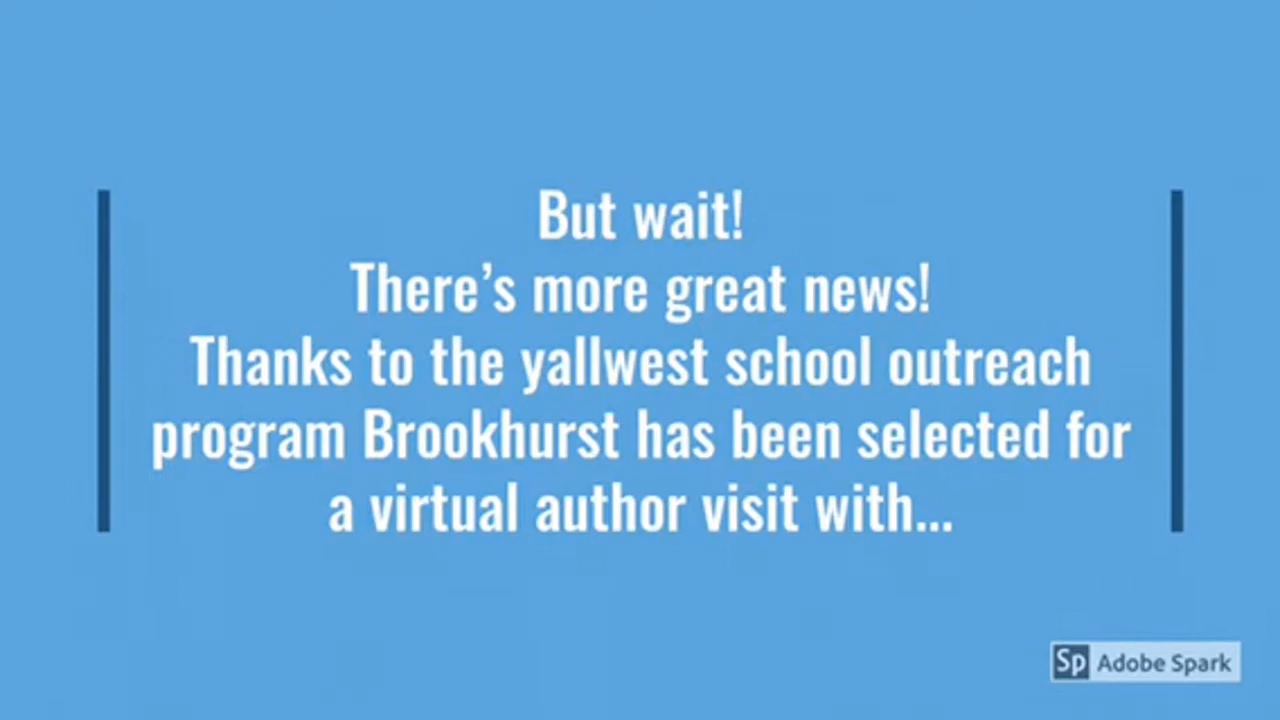 But wait!
There’s more great news!
Thanks to the yallwest school outreach
program Brookhurst has been selected for
a virtual author visit with...
Sp Adobe Spark